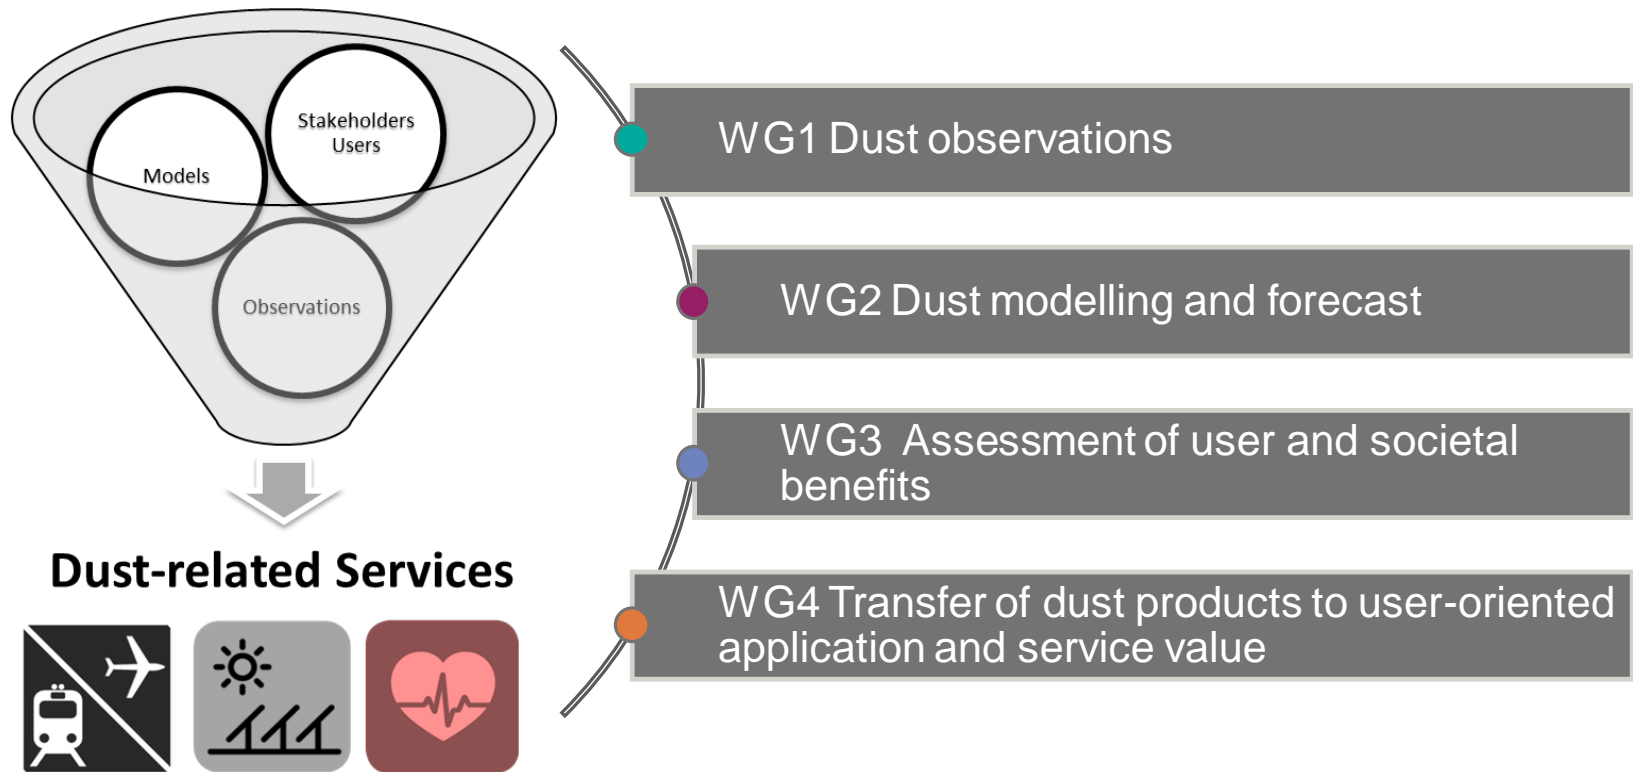 Stakeholders
Users
Models
Observations
Dust-related Services
WG1 Dust observations
WG2 Dust modelling and forecast
WG3 Assessment of user and societal
benefits
WG4 Transfer of dust products to user-oriented
application and service value